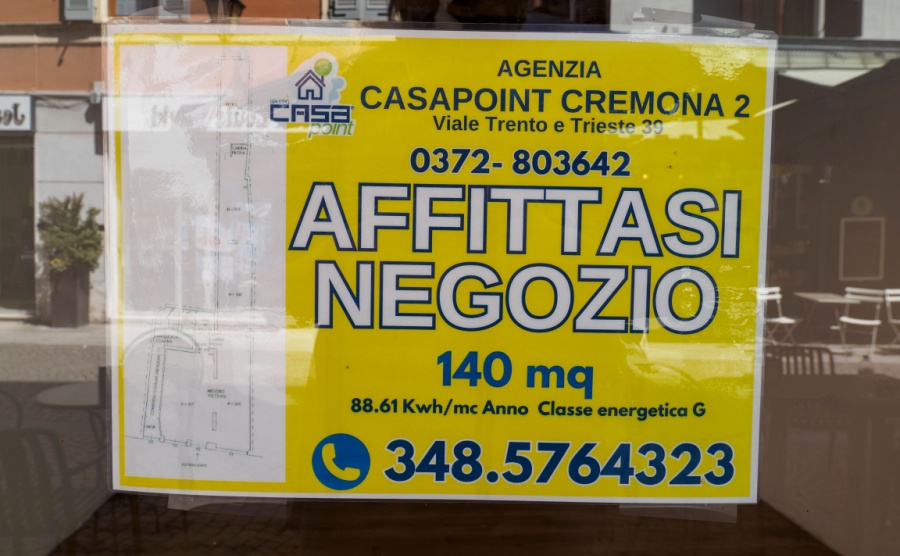 AGENZIA
CASAPOINT CREMONA 2
Viale Trento e Trieste 39
CASA
point
0372- 803642
AFFITTASI
NEGOZIO
140 mq
88.61 Kwh/mc Anno Classe energetica G
348.5764323